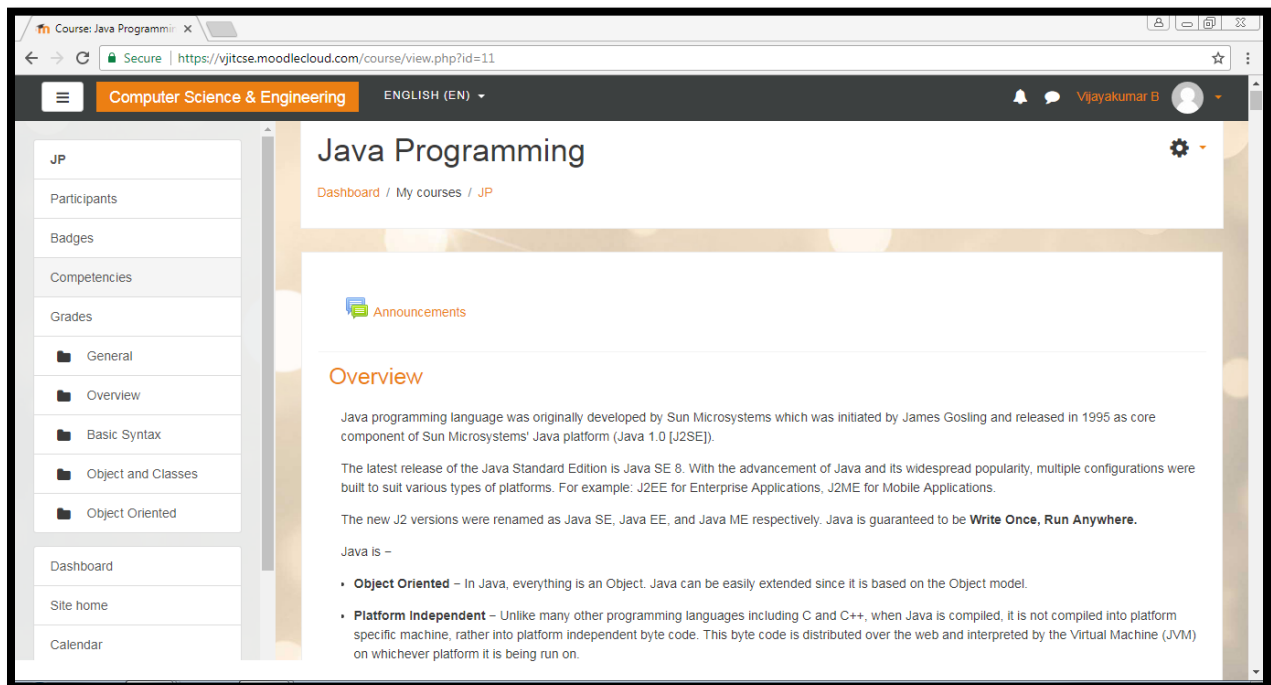 Course: Java Programmin
Secure | https://vjitcse.moodlecloud.com/course/view.php?id=11
Computer Science & Engineering
ENGLISH (EN)
Vijayakumar B
JP
Participants
Badges
Competencies
Grades
General
Overview
Basic Syntax
Object and Classes
Object Oriented
Dashboard
Site home
Calendar
Java Programming
Dashboard / My courses / JP
Announcements
Overview
Java programming language was originally developed by Sun Microsystems which was initiated by James Gosling and released in 1995 as core
component of Sun Microsystems' Java platform (Java 1.0 [J2SE]).
The latest release of the Java Standard Edition is Java SE 8. With the advancement of Java and its widespread popularity, multiple configurations were
built to suit various types of platforms. For example: J2EE for Enterprise Applications, J2ME for Mobile Applications.
The new J2 versions were renamed as Java SE, Java EE, and Java ME respectively. Java is guaranteed to be Write Once, Run Anywhere.
Java is –
• Object Oriented – In Java, everything is an Object. Java can be easily extended since it is based on the Object model.
• Platform Independent – Unlike many other programming languages including C and C++, when Java is compiled, it is not compiled into platform
specific machine, rather into platform independent byte code. This byte code is distributed over the web and interpreted by the Virtual Machine (JVM)
on whichever platform it is being run on.